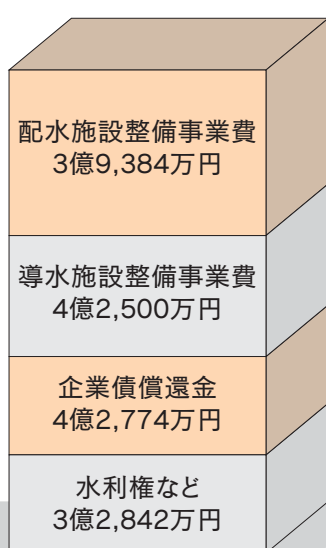 配水施設整備事業費
3億9,384万円
導水施設整備事業費
4億2,500万円
企業債償還金
4億2,774万円
水利権など
3億2,842万円